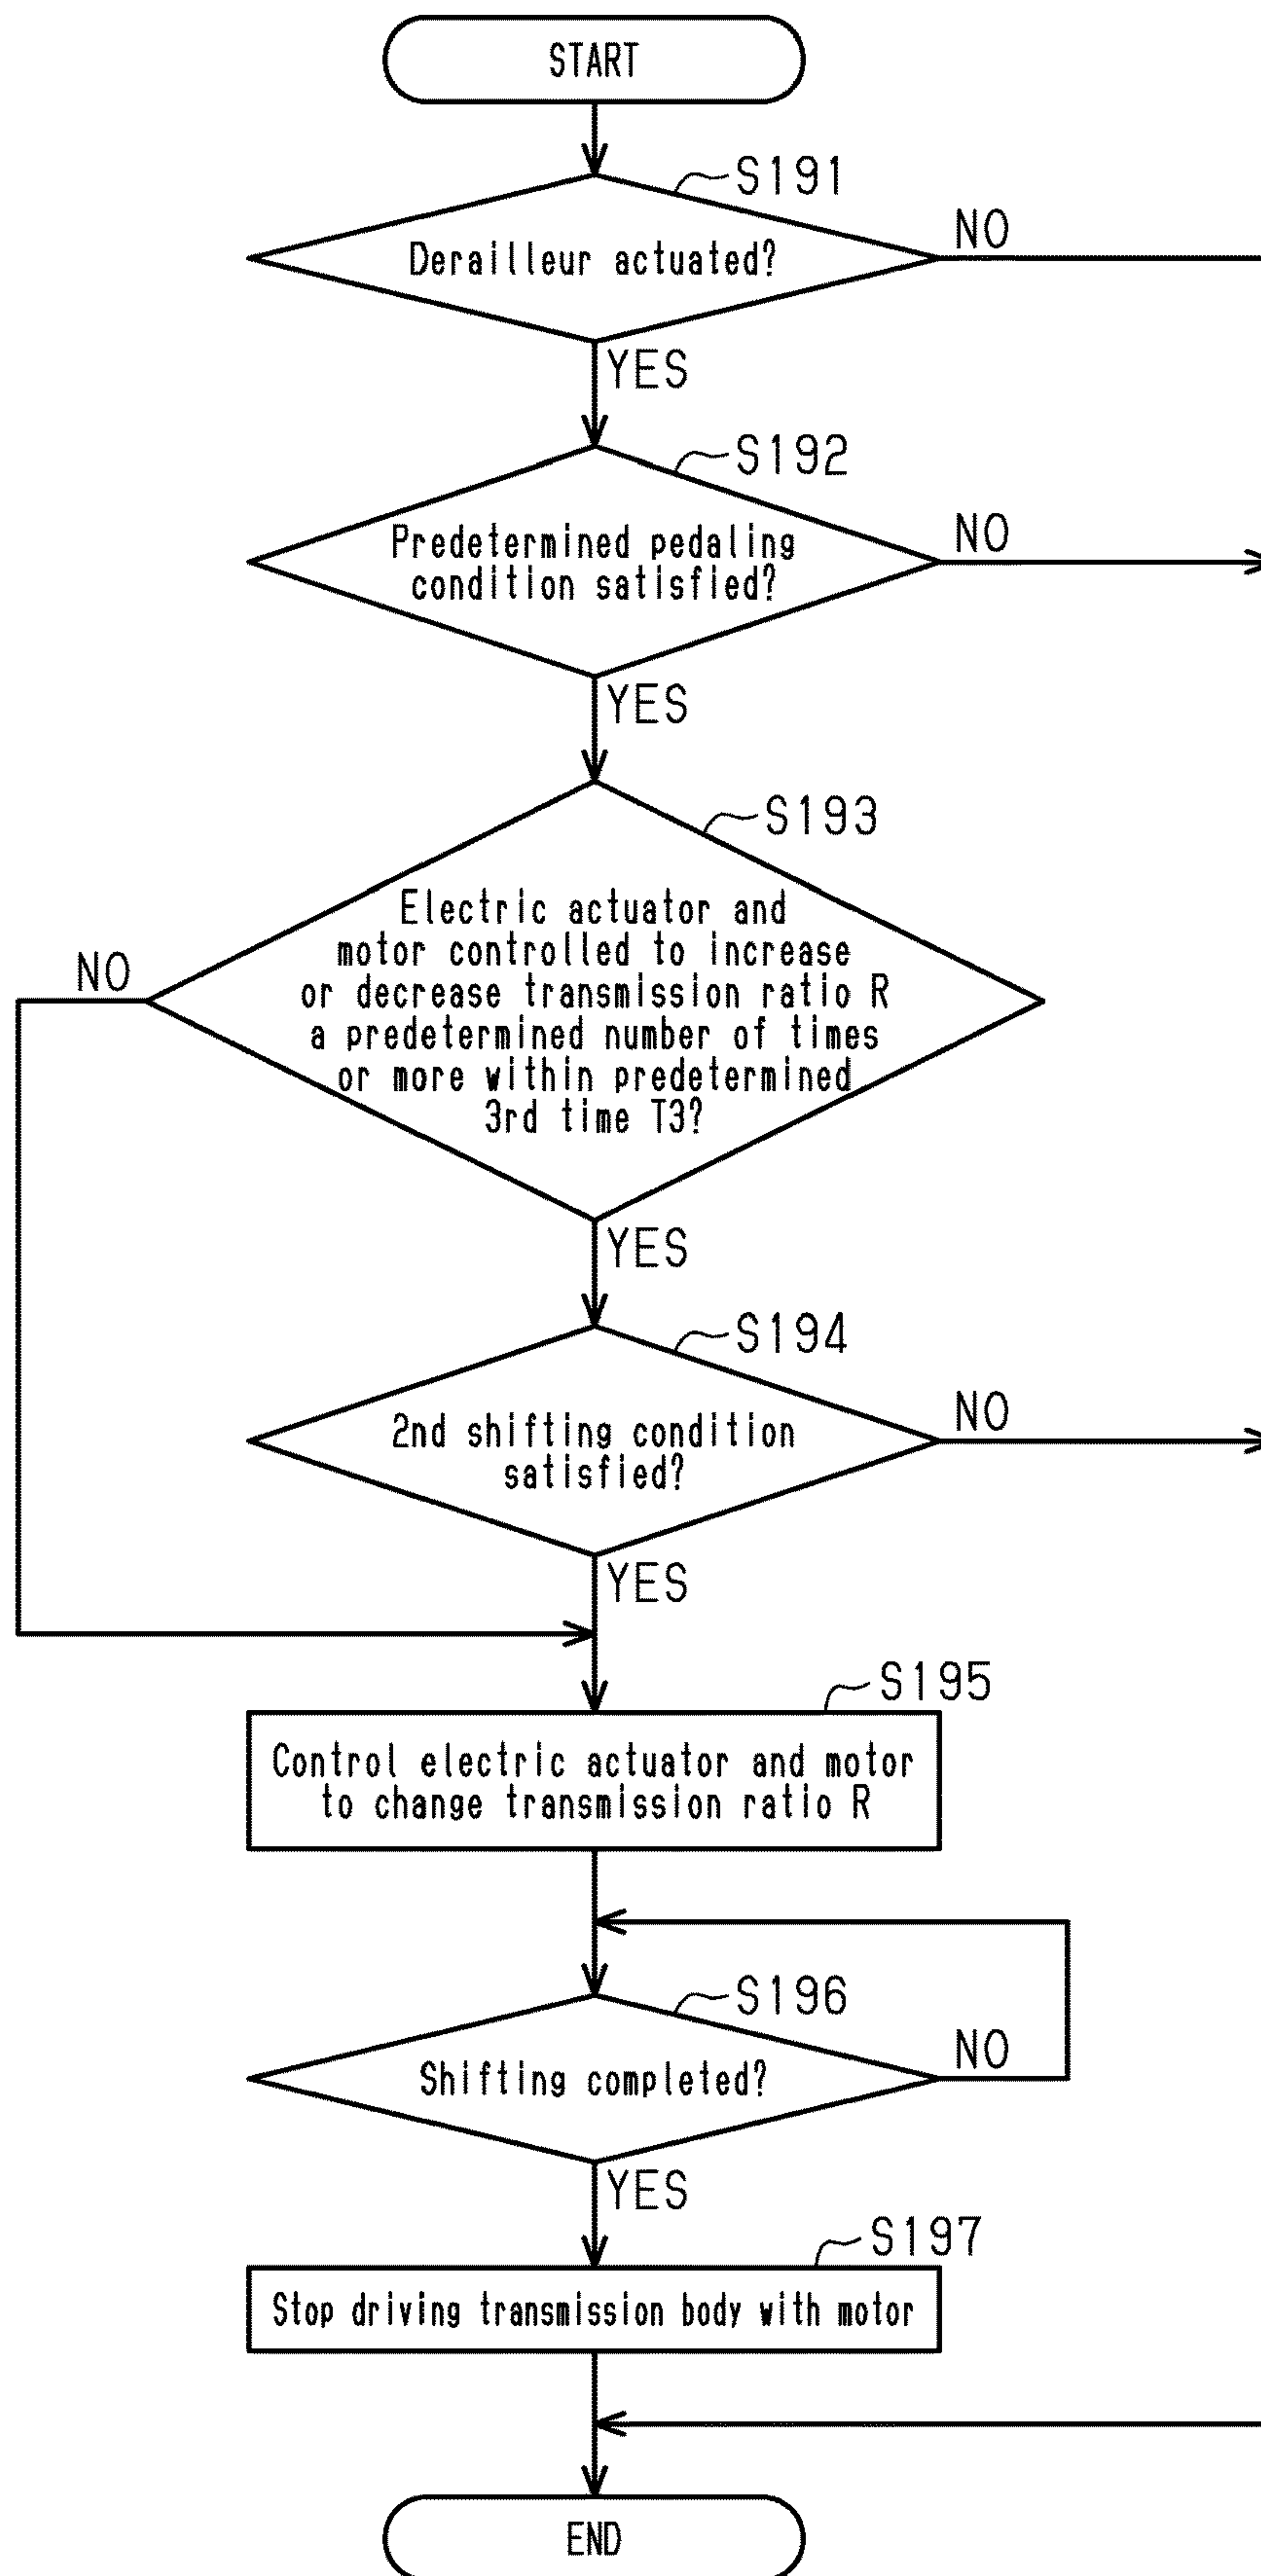 START
S191
Derailleur actuated?
NO
YES
S192
Predetermined pedaling
condition satisfied?
NO
YES
S193
Electric actuator and
motor controlled to increase
or decrease transmission ratio R
a predetermined number of times
or more within predetermined
3rd time T3?
NO
YES
S194
2nd shifting condition
satisfied?
NO
YES
S195
Control electric actuator and motor
to change transmission ratio R
S196
Shifting completed?
NO
YES
S197
Stop driving transmission body with motor
END